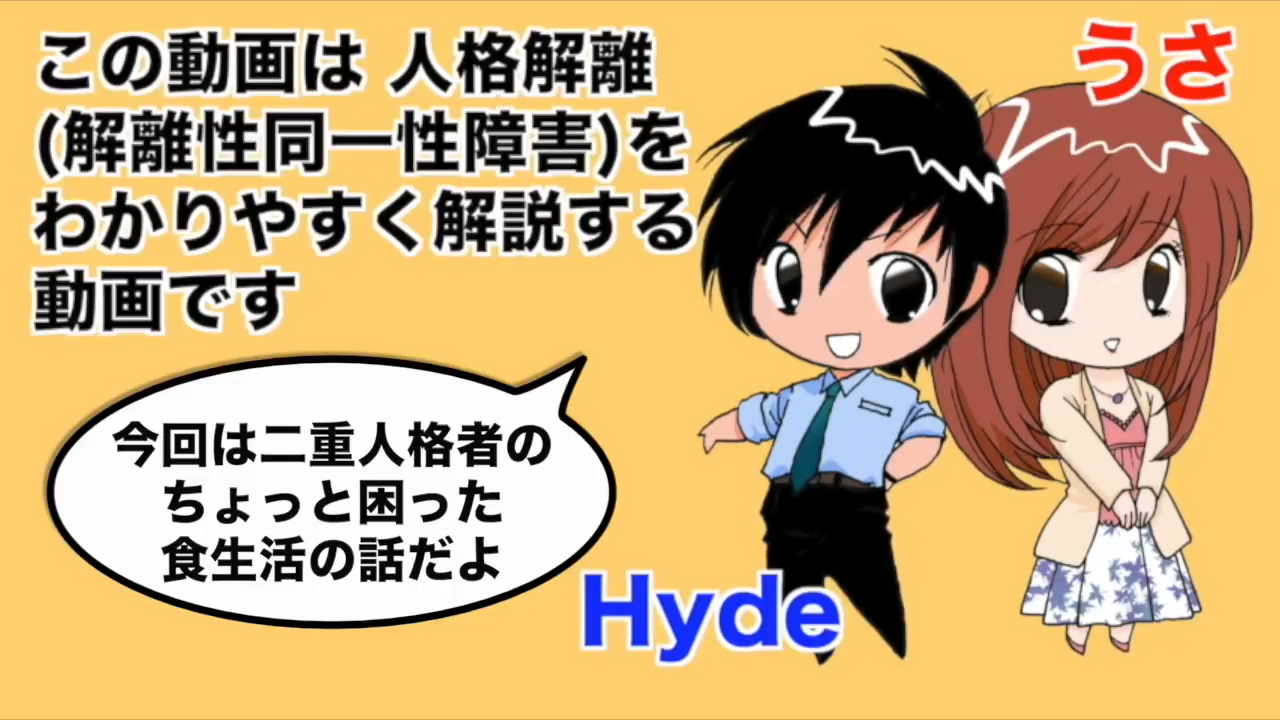 この動画は 人格解離
(解離性同一性障害)を
わかりやすく解説する
動画です
うさ
今回は二重人格者の
ちょっと困った
食生活の話だよ
Hyde